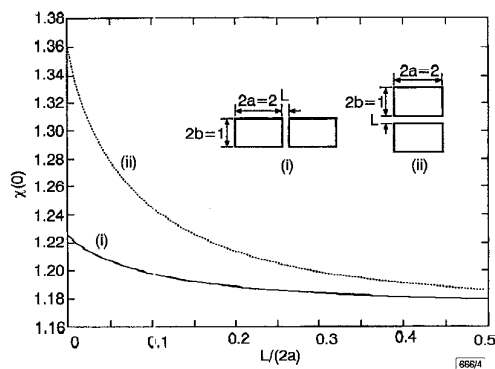 1.38
1.36
1.34
1.32
1.30
1.28
1.26
1.24
1.22
1.20
1.18
1.16
χ(0)
(ii)
(i)
2a=2
L
2b=1
(i)
2a=2
2b=1
L
(ii)
0
0.1
0.2
0.3
0.4
0.5
L/(2a)
666/4